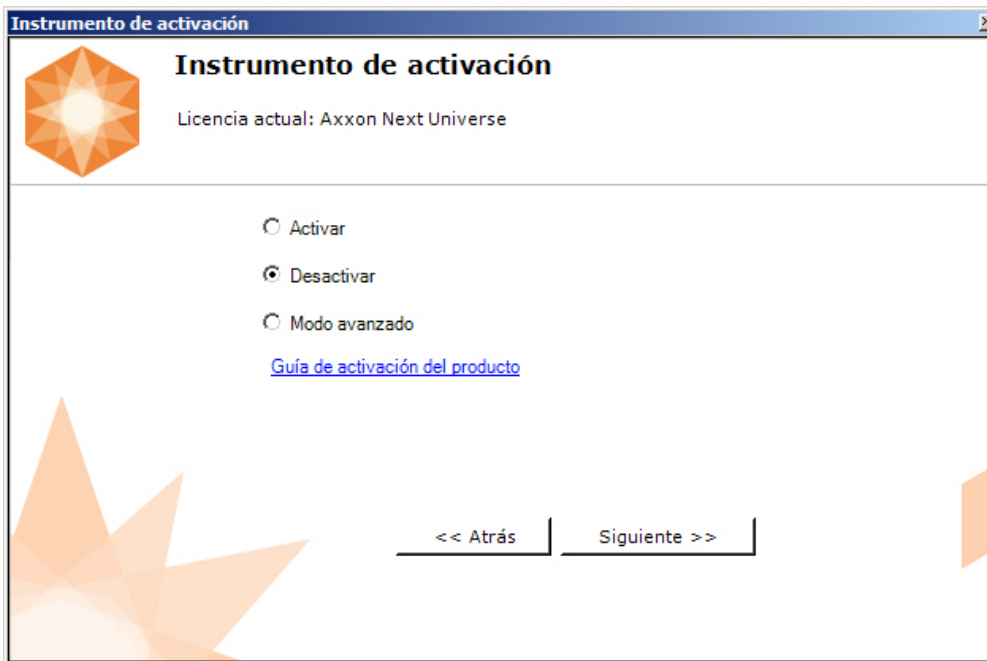 Instrumento de activación
Instrumento de activación
Licencia actual: Axxon Next Universe
Activar
Desactivar
Modo avanzado
Guía de activación del producto
<< Atrás Siguiente >>